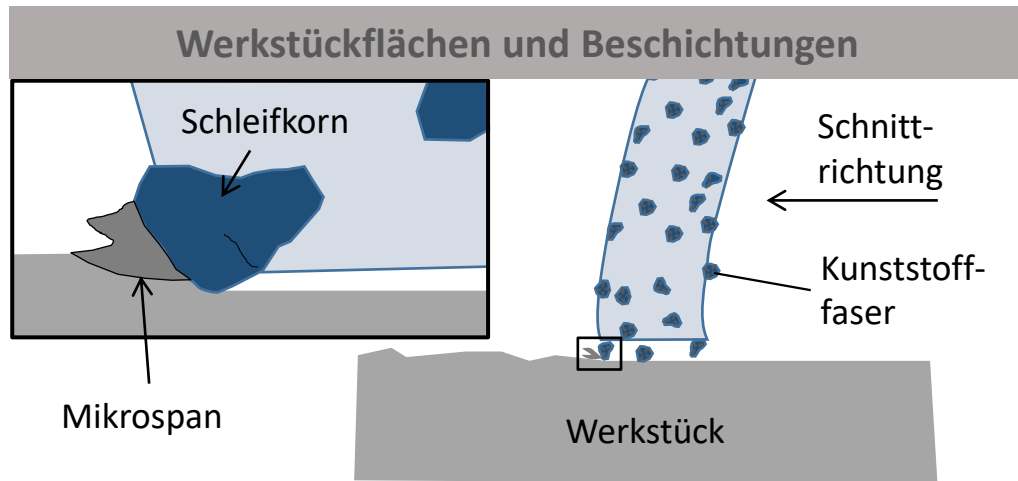 Werkstückflächen und Beschichtungen
Schleifkorn
Mikrospan
Schnitt-
richtung
Kunststoff-
faser
Werkstück